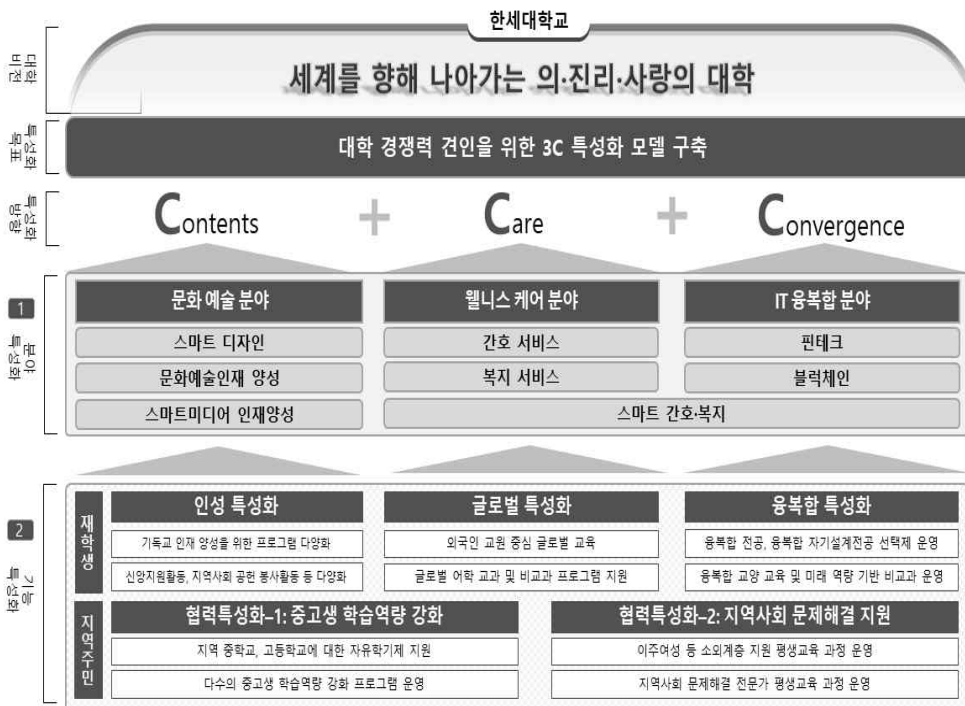 한세대학교
대학 비전
세계를 향해 나아가는 의·진리·사랑의 대학
특성화 목표
대학 경쟁력 견인을 위한 3C 특성화 모델 구축
특성화 방향
Contents + Care + Convergence
1 분야 특성화
문화 예술 분야
스마트 디자인
문화예술인재 양성
스마트미디어 인재양성
웰니스 케어 분야
간호 서비스
복지 서비스
IT 융복합 분야
핀테크
블럭체인
스마트 간호·복지
2 기능 특성화
재학생
인성 특성화
기독교 인재 양성을 위한 프로그램 다양화
신앙지원활동, 지역사회 공헌 봉사활동 등 다양화
글로벌 특성화
외국인 교원 중심 글로벌 교육
글로벌 어학 교과 및 비교과 프로그램 지원
융복합 특성화
융복합 전공, 융복합 자기설계전공 선택제 운영
융복합 교양 교육 및 미래 역량 기반 비교과 운영
지역주민
협력특성화–1: 중고생 학습역량 강화
지역 중학교, 고등학교에 대한 자유학기제 지원
다수의 중고생 학습역량 강화 프로그램 운영
협력특성화–2: 지역사회 문제해결 지원
이주여성 등 소외계층 지원 평생교육 과정 운영
지역사회 문제해결 전문가 평생교육 과정 운영